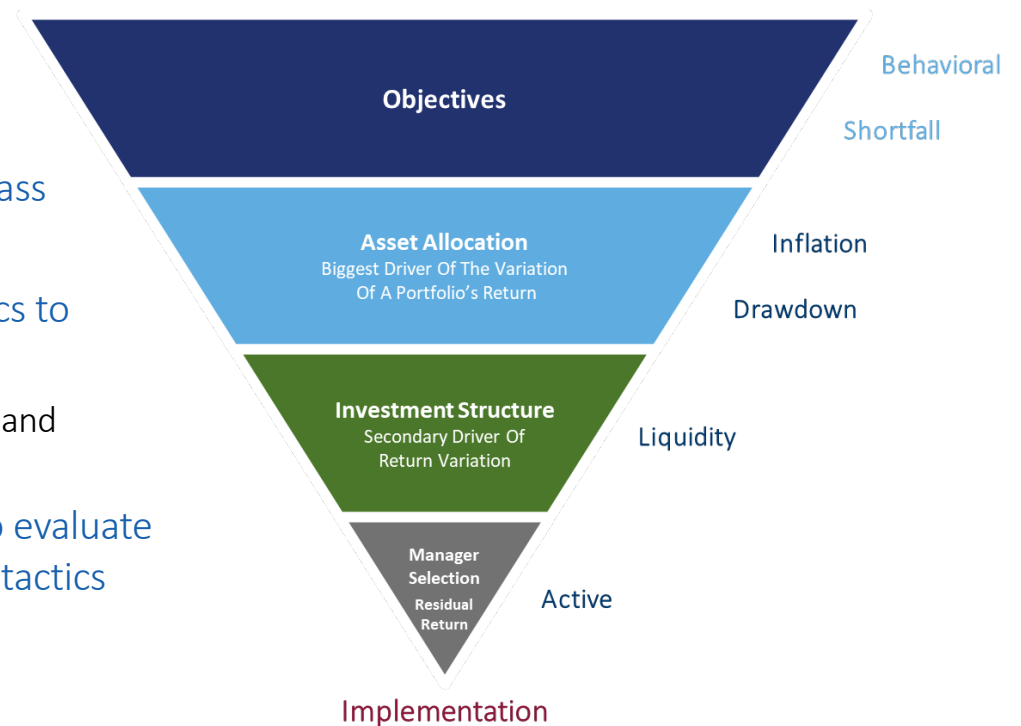 Objectives
Behavioral
Shortfall
ass
Asset Allocation
Biggest Driver Of The Variation
Of A Portfolio's Return
Inflation
cs to
Drawdown
and
Investment Structure
Secondary Driver Of
Return Variation
Liquidity
evaluate
tactics
Manager
Selection
Residual
Return
Active
Implementation